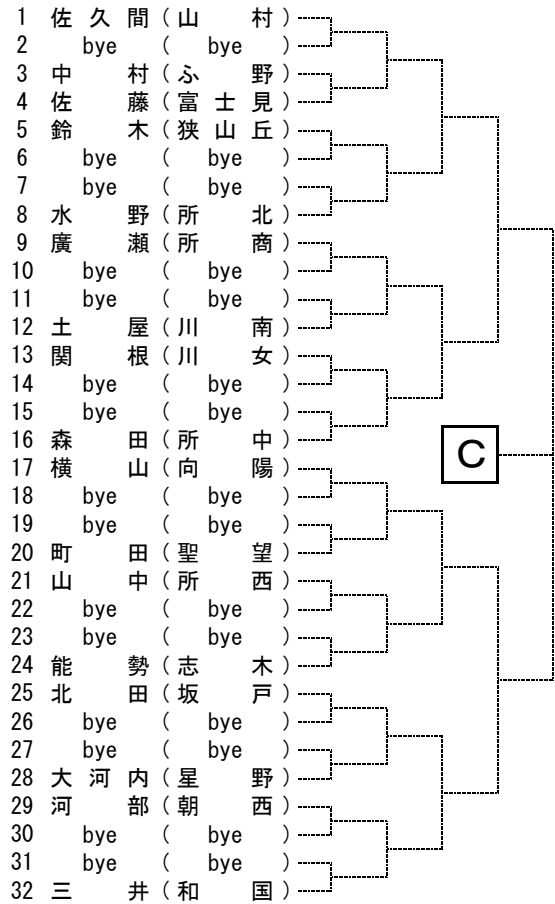 1 佐久間 (山村)
2 bye (bye)
3 中村 (ふ野)
4 佐藤 (富士見)
5 鈴木 (狭山丘)
6 bye (bye)
7 bye (bye)
8 水野 (所北)
9 廣瀬 (所商)
10 bye (bye)
11 bye (bye)
12 土屋 (川南)
13 関根 (川女)
14 bye (bye)
15 bye (bye)
16 森田 (所中)
17 横山 (向陽)
18 bye (bye)
19 bye (bye)
20 町田 (聖望)
21 山中 (所西)
22 bye (bye)
23 bye (bye)
24 能勢 (志木)
25 北田 (坂戸)
26 bye (bye)
27 bye (bye)
28 大河内 (星野)
29 河部 (朝西)
30 bye (bye)
31 bye (bye)
32 三井 (和国)
C